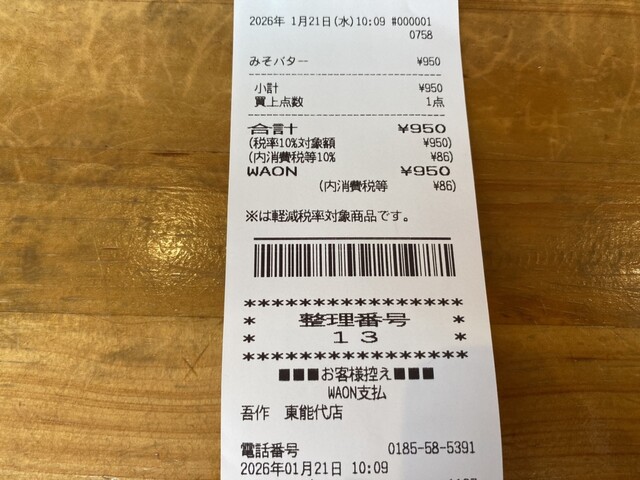 2026年 1月21日(水)10:09 #000001
0758
みそバター ¥950
小計 ¥950
買上点数 1点
合計 ¥950
(税率10%対象額 ¥950)
(内消費税等10% ¥86)
WAON ¥950
(内消費税等 ¥86)
※は軽減税率対象商品です。
****************
* 整理番号 *
* 13 *
****************
■■■お客様控え■■■
WAON支払
吾作 東能代店
電話番号 0185-58-5391
2026年01月21日 10:09